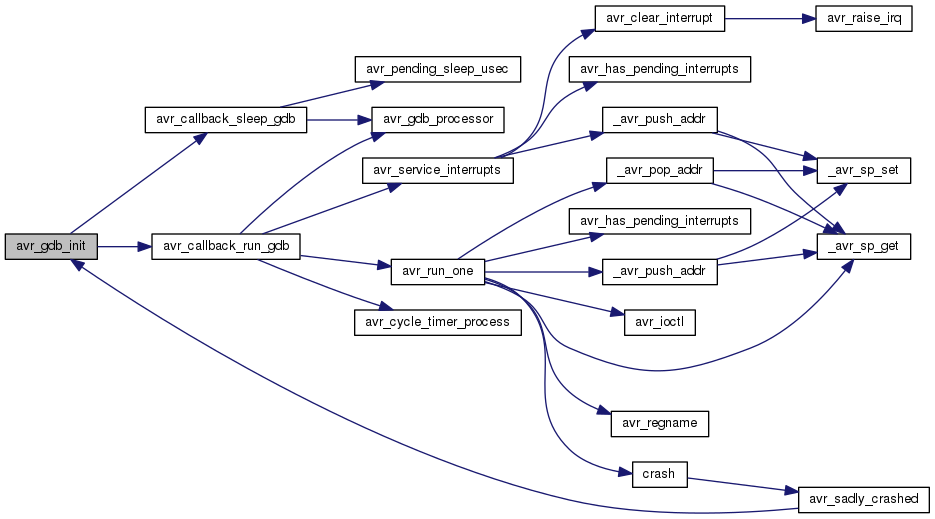 avr_clear_interrupt
avr_raise_irq
avr_pending_sleep_usec
avr_has_pending_interrupts
avr_callback_sleep_gdb
avr_gdb_processor
_avr_push_addr
avr_service_interrupts
_avr_pop_addr
_avr_sp_set
avr_has_pending_interrupts
avr_gdb_init
avr_callback_run_gdb
_avr_sp_get
avr_run_one
_avr_push_addr
avr_cycle_timer_process
avr_ioctl
avr_regname
crash
avr_sadly_crashed